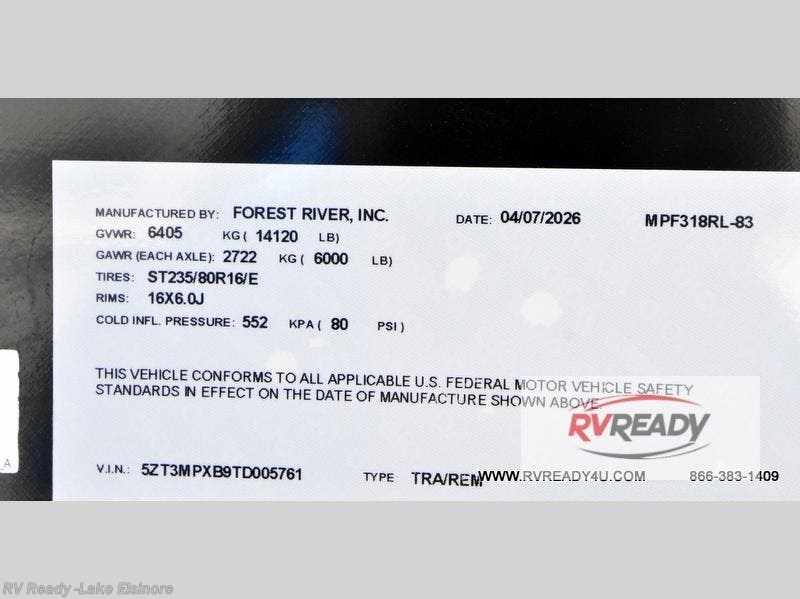 MANUFACTURED BY: FOREST RIVER, INC. DATE: 04/07/2026 MPF318RL-83
GVWR: 6405 KG ( 14120 LB)
GAWR (EACH AXLE): 2722 KG ( 6000 LB)
TIRES: ST235/80R16/E
RIMS: 16X6.0J
COLD INFL. PRESSURE: 552 KPA ( 80 PSI )
THIS VEHICLE CONFORMS TO ALL APPLICABLE U.S. FEDERAL MOTOR VEHICLE SAFETY
STANDARDS IN EFFECT ON THE DATE OF MANUFACTURE SHOWN ABOVE.
RVREADY
V.I.N.: 5ZT3MPXB9TD005761 TYPE TRA/REM
WWW.RVREADY4U.COM 866-383-1409
A
RV Ready -Lake Elsinore